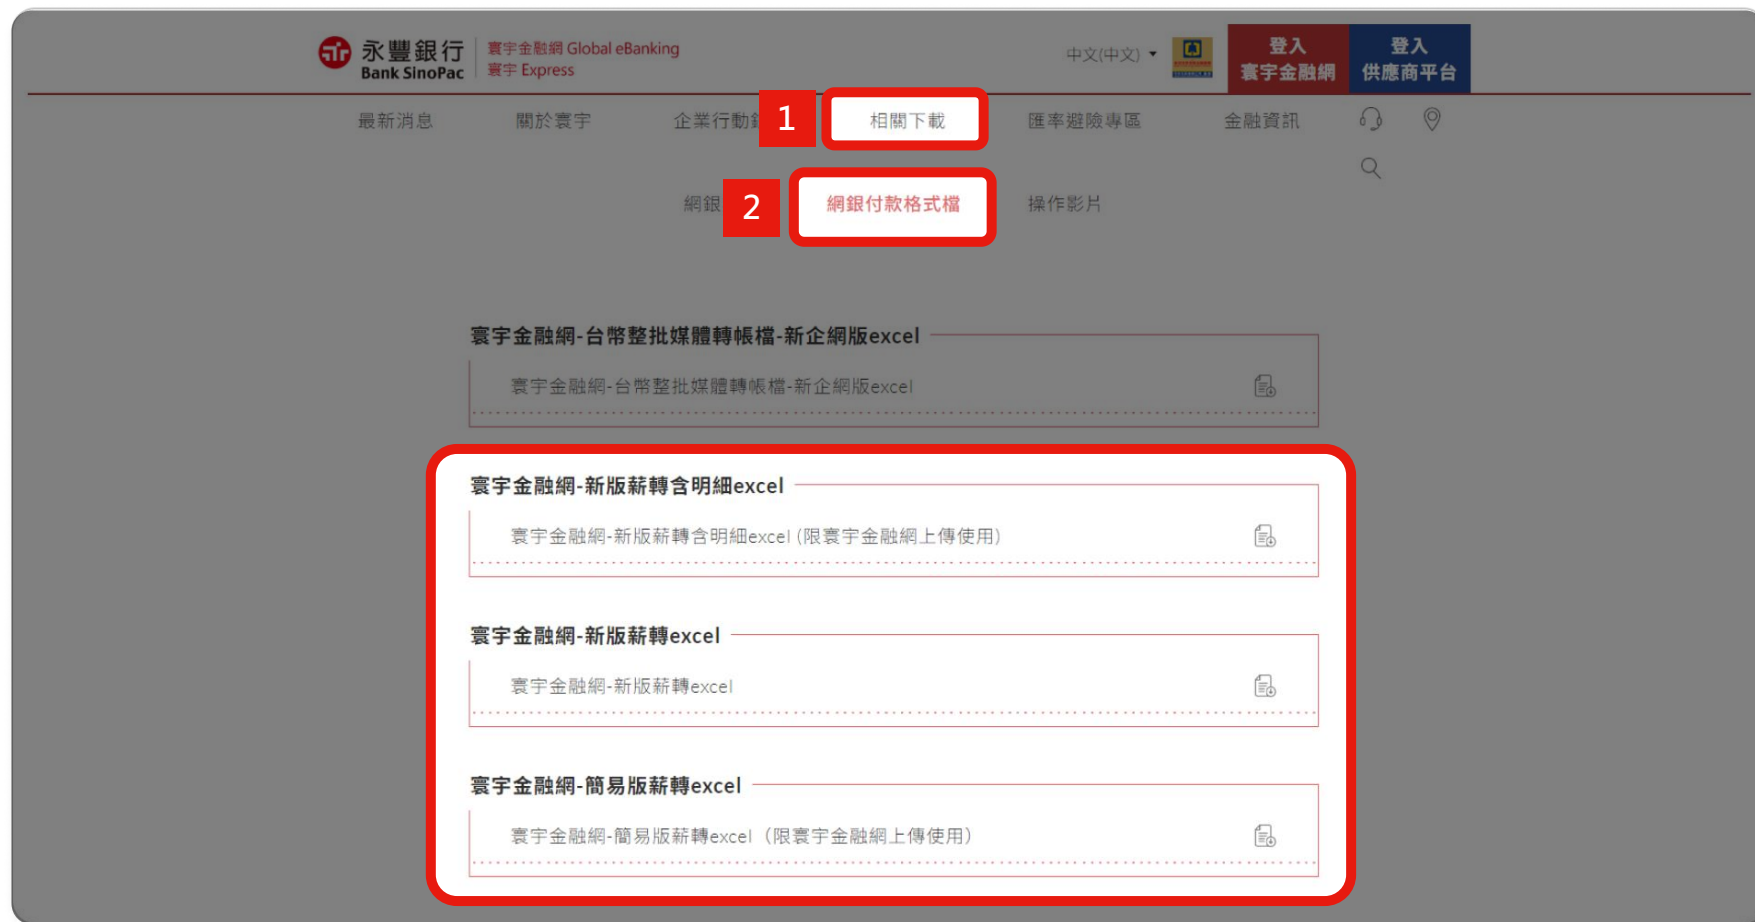 永豐銀行
Bank SinoPac
寰宇金融網 Global eBanking
寰宇 Express
中文(中文)
登入
寰宇金融網
登入
供應商平台
最新消息 關於寰宇 企業行動 1 相關下載 匯率避險專區 金融資訊
網銀 2 網銀付款格式檔 操作影片
寰宇金融網-台幣整批媒體轉帳檔-新企網版excel
寰宇金融網-台幣整批媒體轉帳檔-新企網版excel
寰宇金融網-新版薪轉含明細excel
寰宇金融網-新版薪轉含明細excel (限寰宇金融網上傳使用)
寰宇金融網-新版薪轉excel
寰宇金融網-新版薪轉excel
寰宇金融網-簡易版薪轉excel
寰宇金融網-簡易版薪轉excel（限寰宇金融網上傳使用）